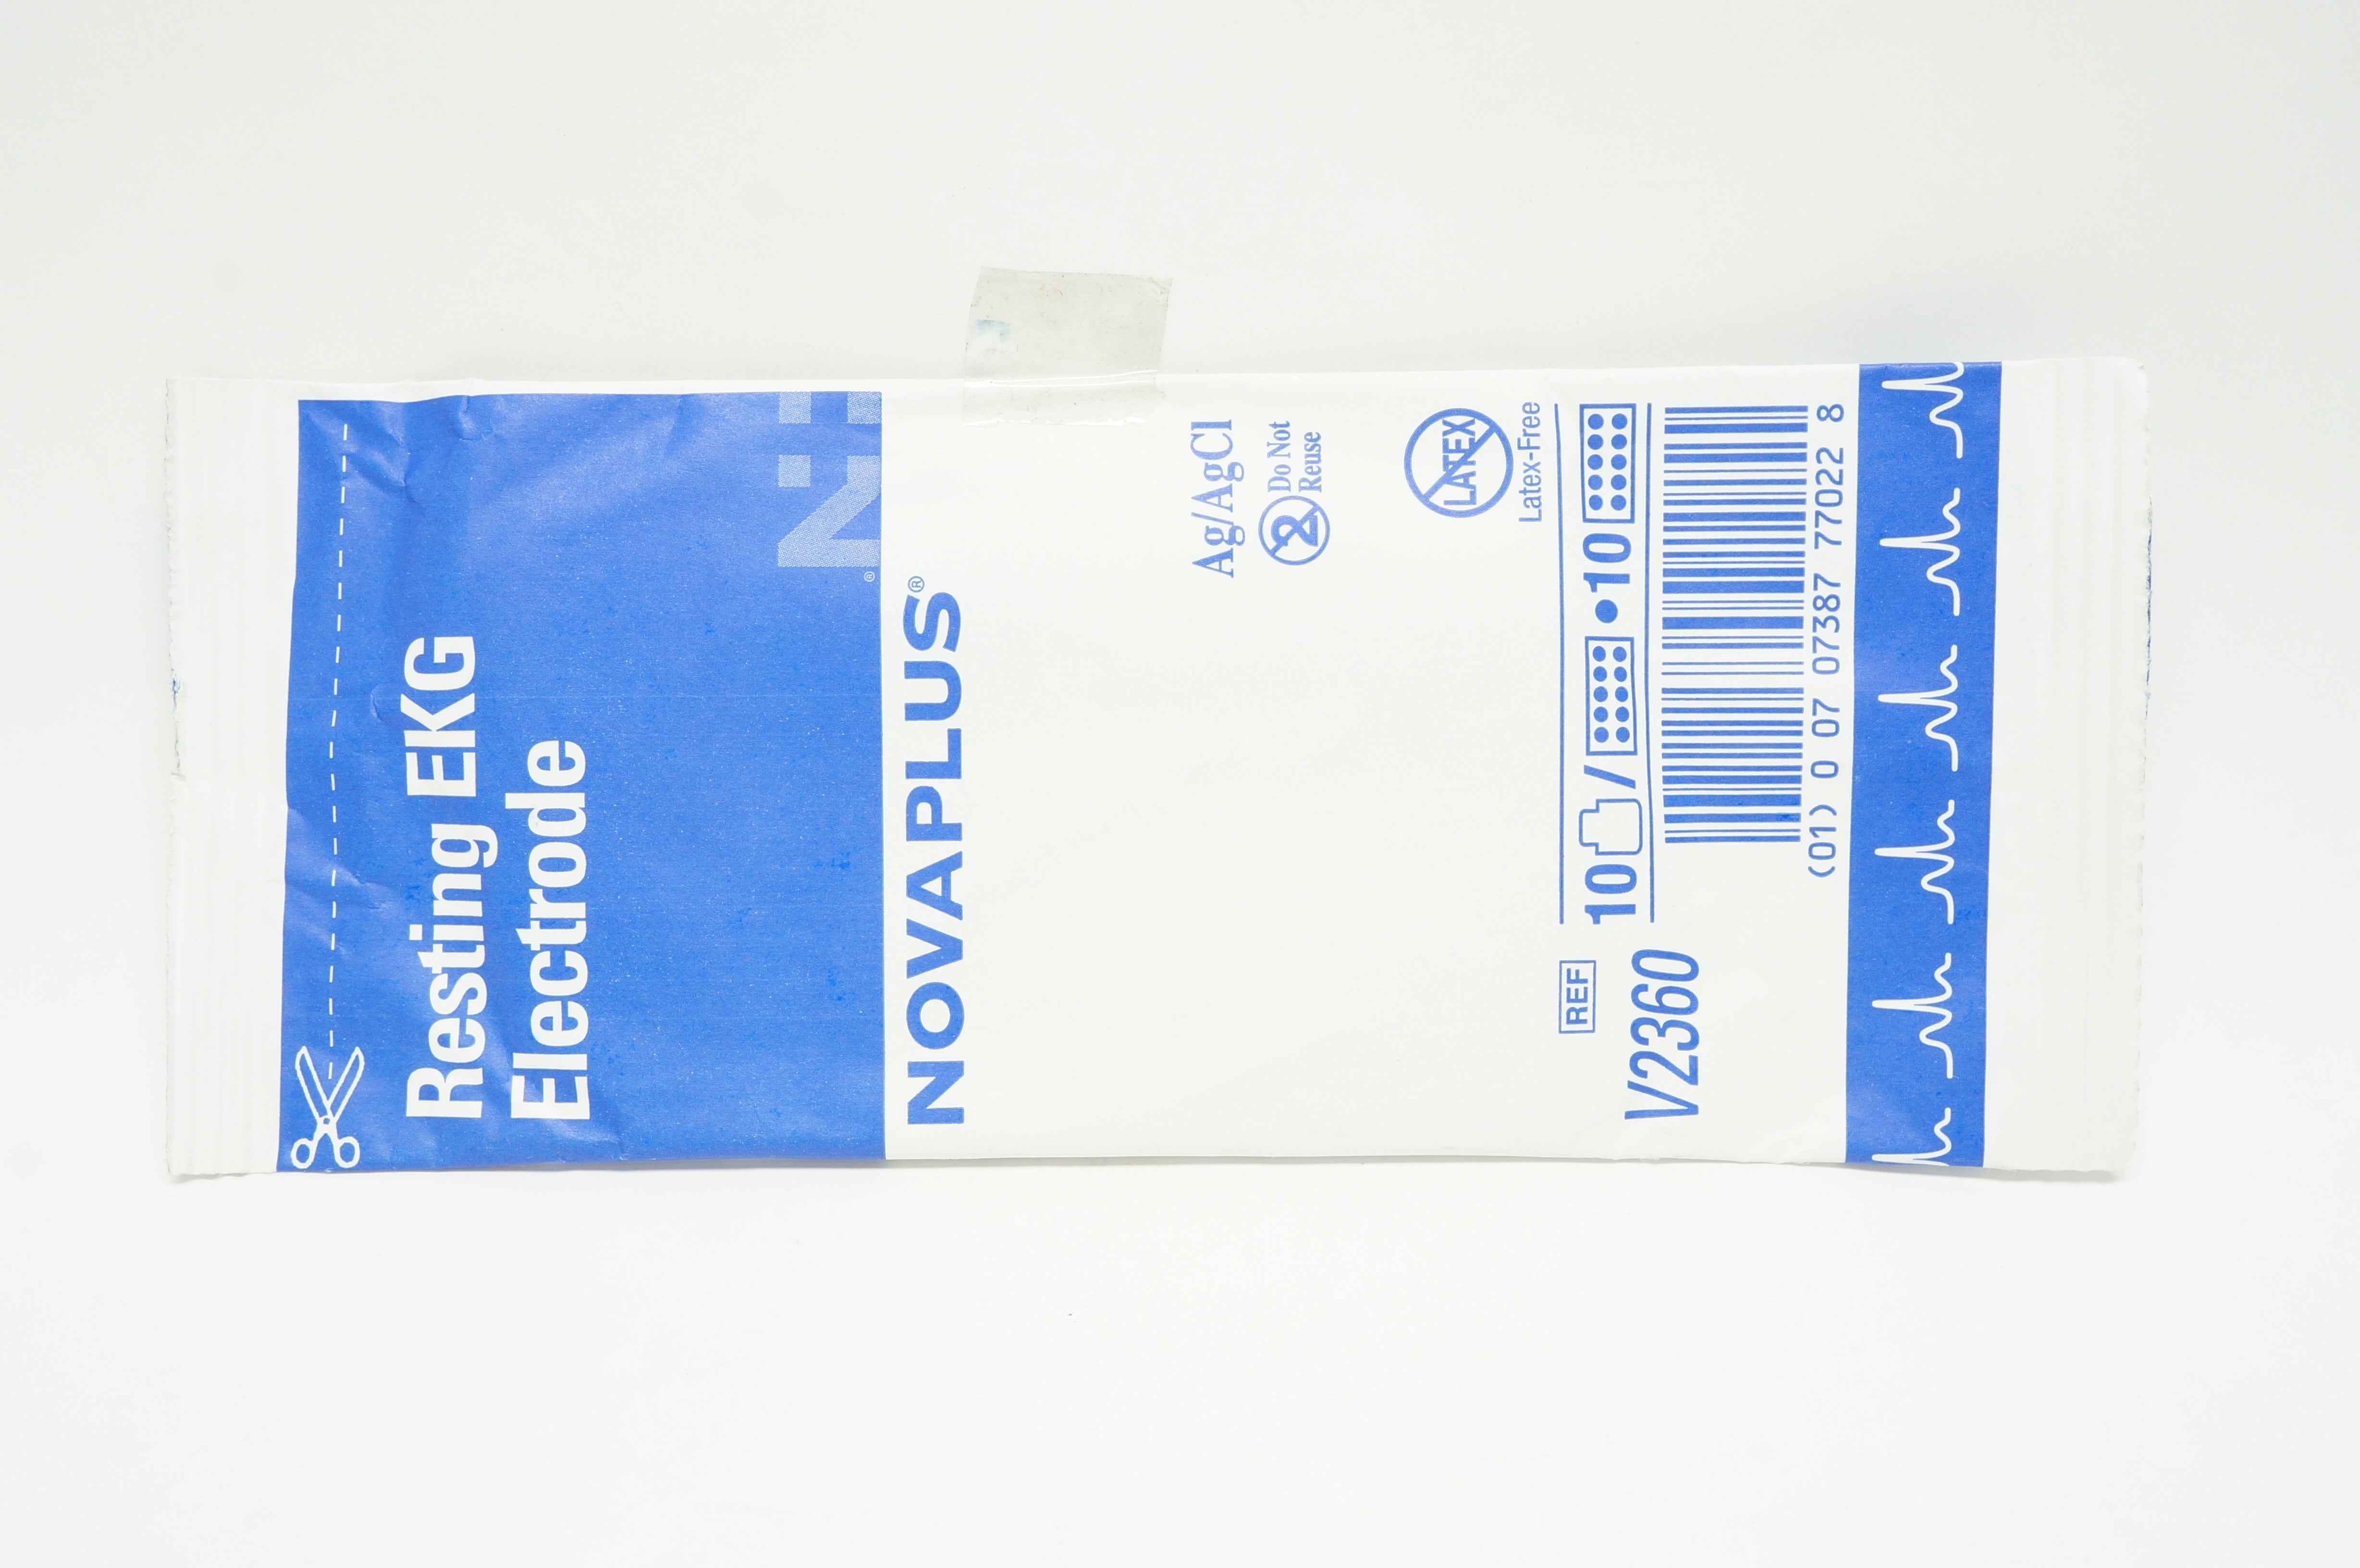 Resting EKG
Electrode
N
®
NOVAPLUS®
Ag/AgCl
2 Do Not
Reuse
LATEX
Latex-Free
REF
V2360
10 / • 10
(01) 0 07 07387 77022 8